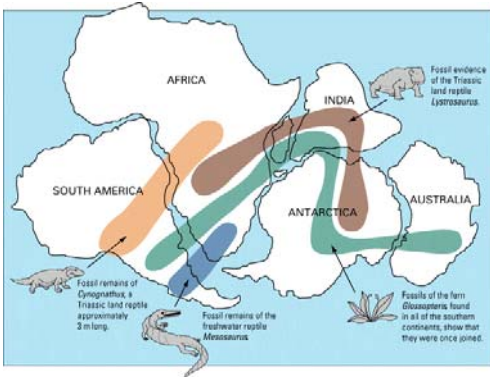 AFRICA
INDIA
SOUTH AMERICA
ANTARCTICA
AUSTRALIA
Fossil evidence
of the Triassic
land reptile
Lystrosaurus.
Fossil remains of
Cynognathus, a
Triassic land reptile
approximately
3 m long.
Fossil remains of the
freshwater reptile
Mesosaurus.
Fossils of the fern
Glossopteris, found
in all of the southern
continents, show that
they were once joined.